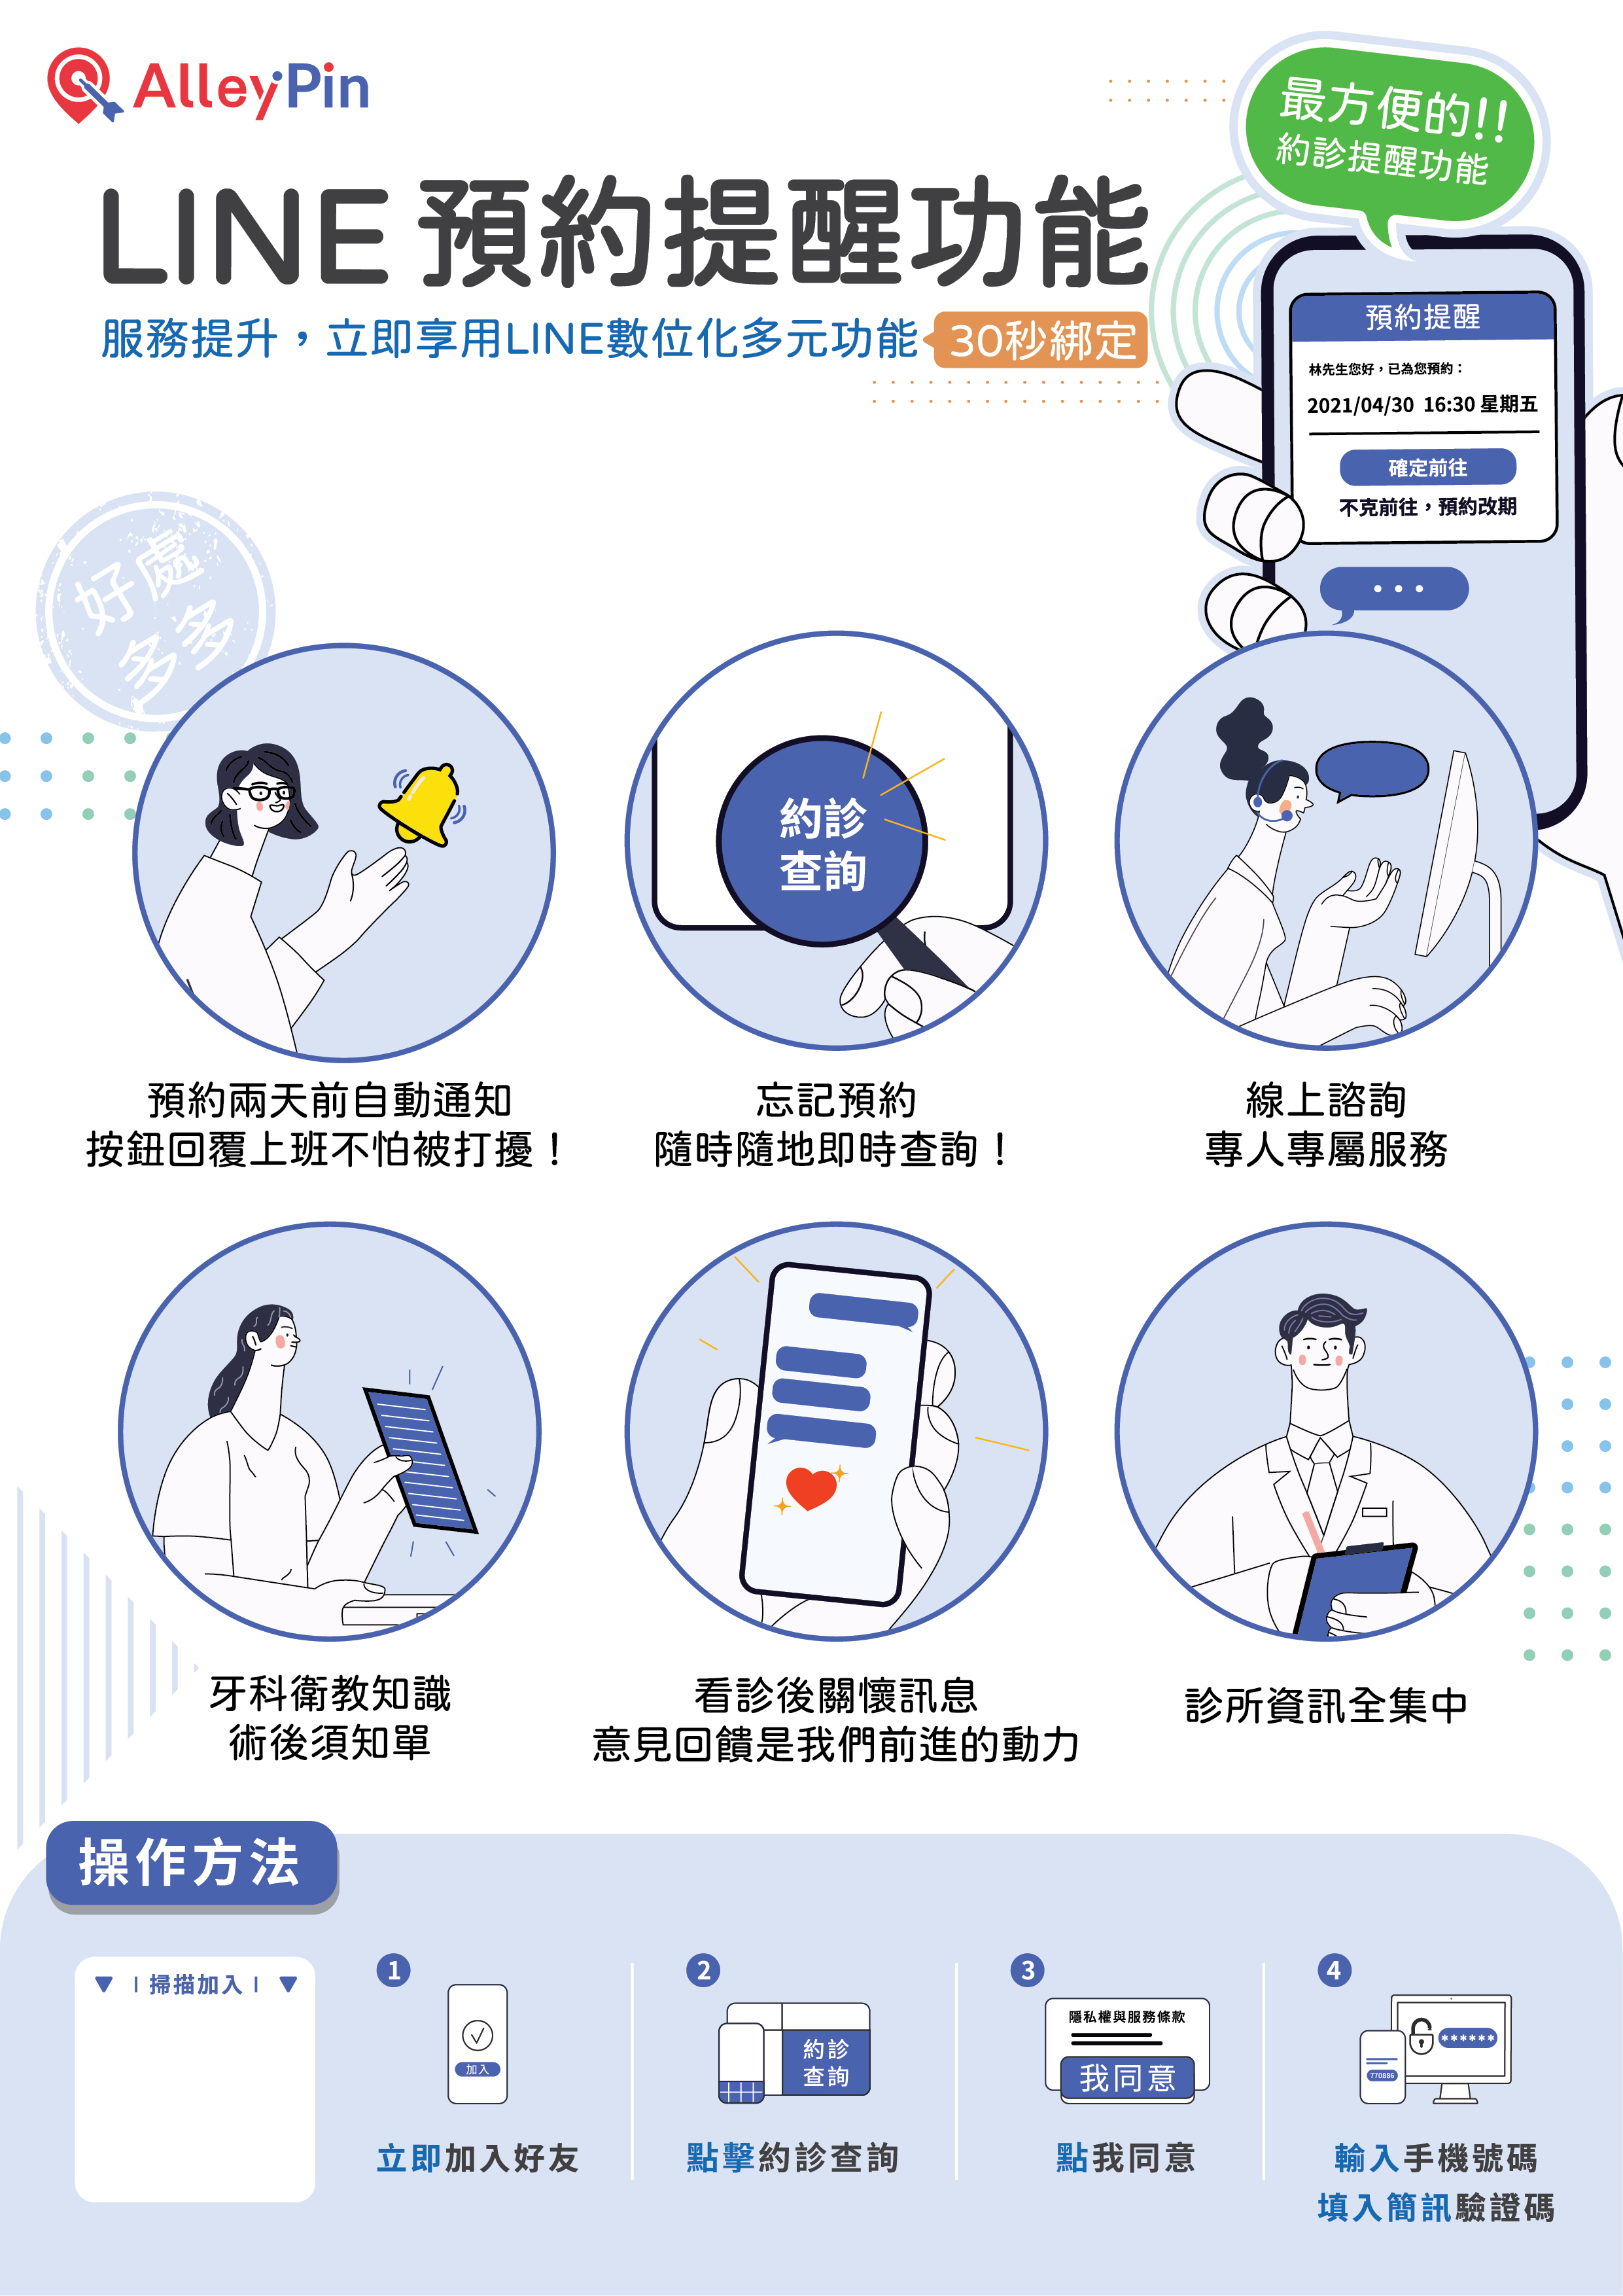 AlleyPin
最方便的!!
約診提醒功能
LINE 預約提醒功能
服務提升，立即享用LINE數位化多元功能
30秒綁定
預約提醒
林先生您好，已為您預約：
2021/04/30 16:30 星期五
確定前往
不克前往，預約改期
好處
多多
約診
查詢
預約兩天前自動通知
按鈕回覆上班不怕被打擾！
忘記預約
隨時隨地即時查詢！
線上諮詢
專人專屬服務
牙科衛教知識
術後須知單
看診後關懷訊息
意見回饋是我們前進的動力
診所資訊全集中
操作方法
▼ | 掃描加入 | ▼
1
加入
立即加入好友
2
約診
查詢
點擊約診查詢
3
隱私權與服務條款
我同意
點我同意
4
******
770886
輸入手機號碼
填入簡訊驗證碼